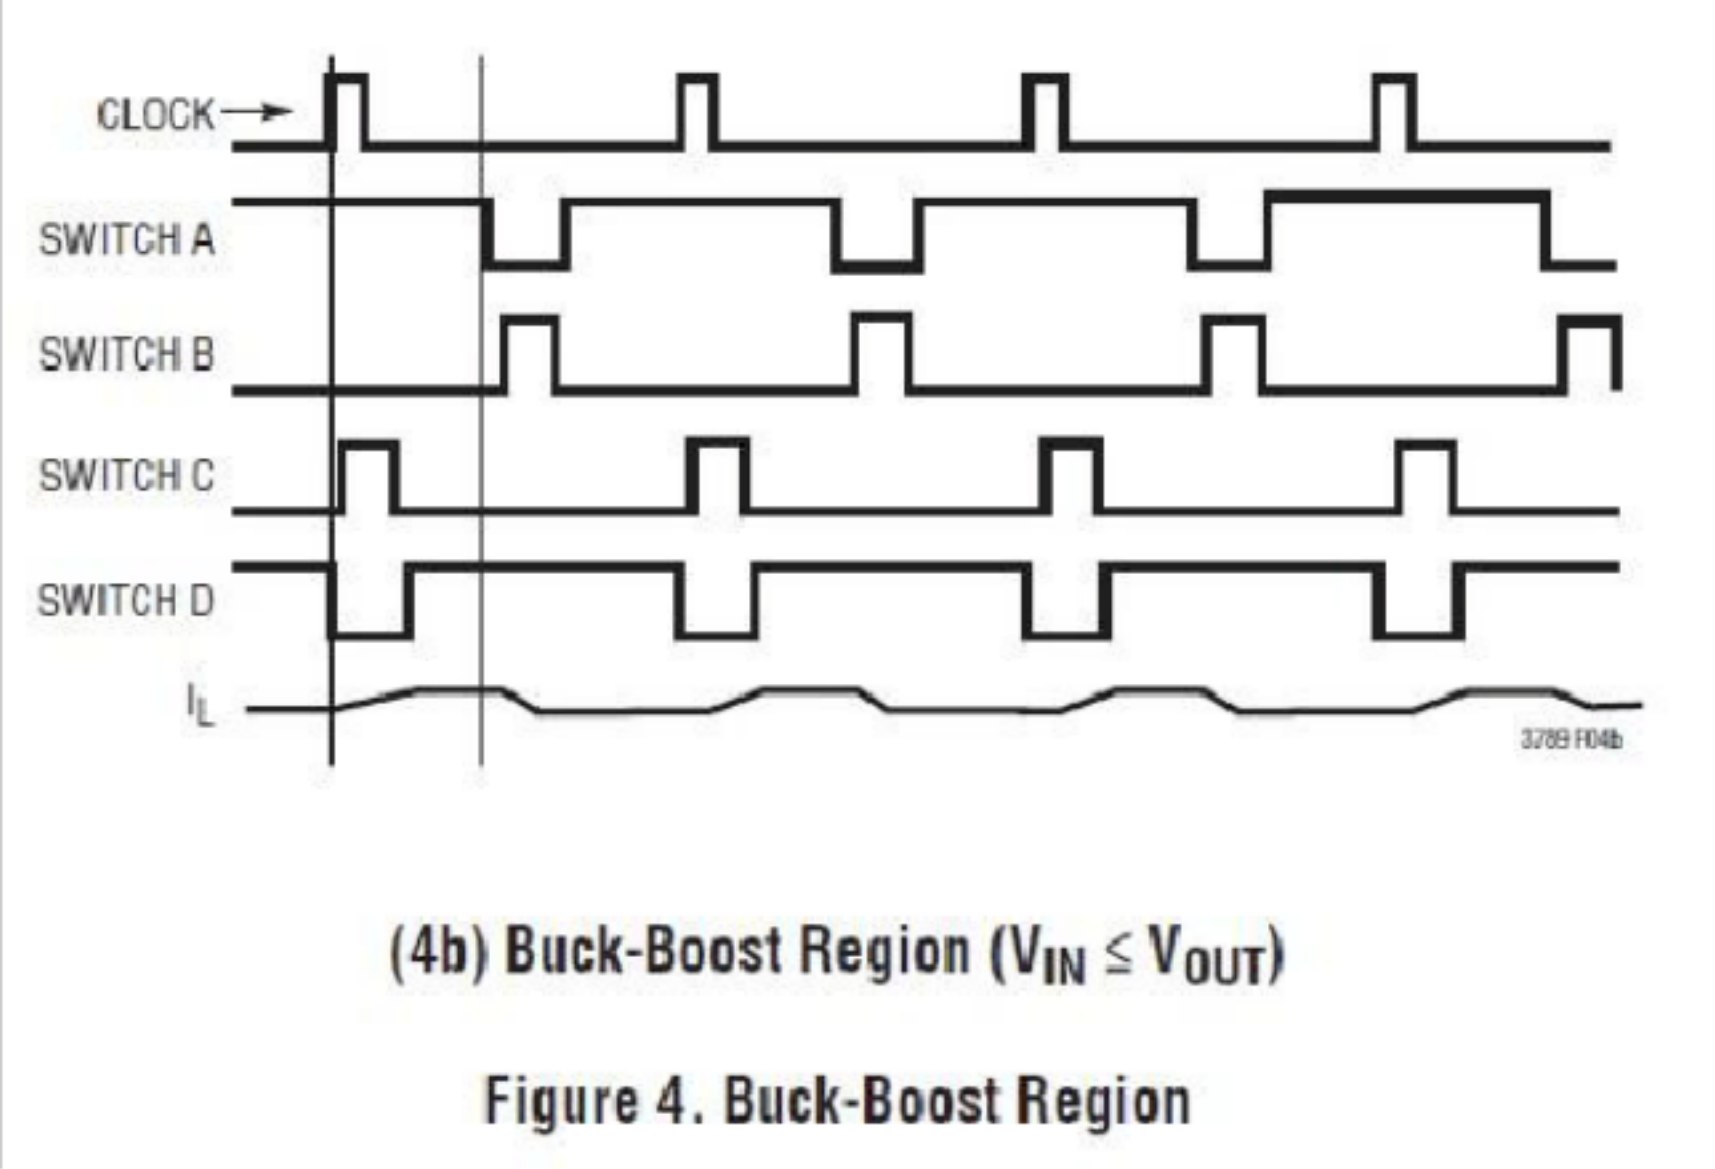 CLOCK
SWITCH A
SWITCH B
SWITCH C
SWITCH D
IL
3789 F04b
(4b) Buck-Boost Region (VIN ≤ VOUT)
Figure 4. Buck-Boost Region